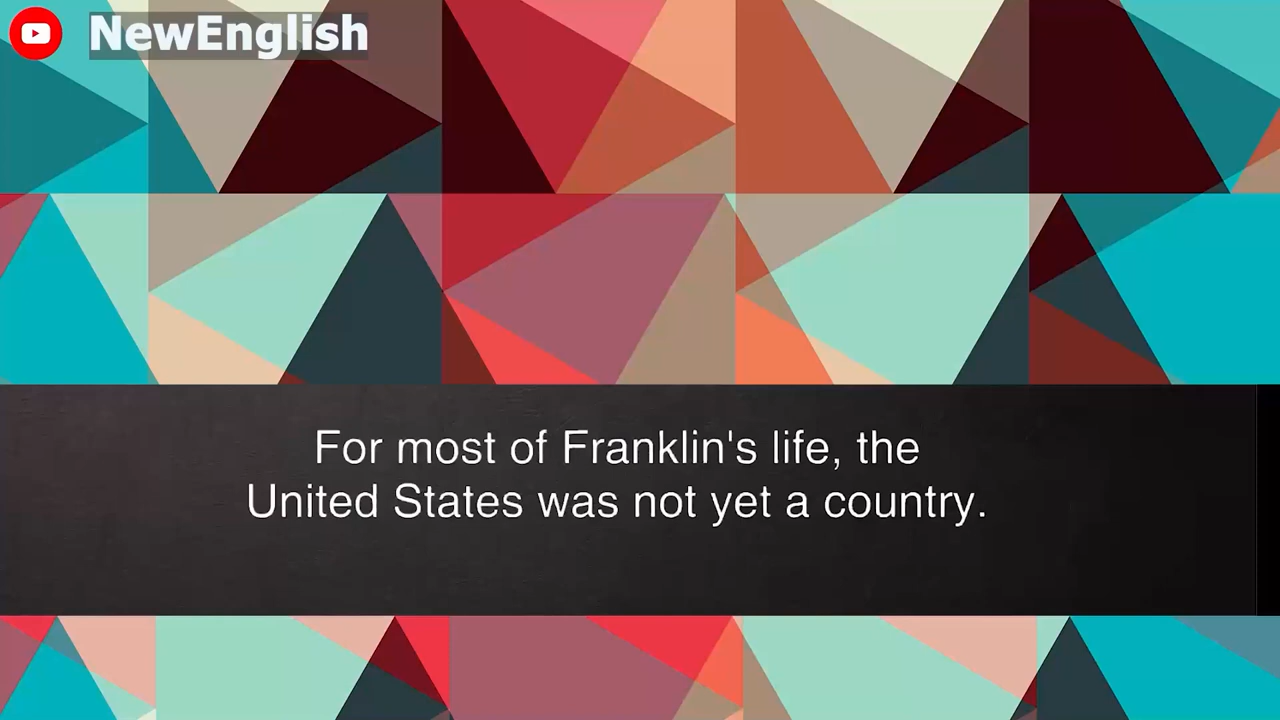 NewEnglish
For most of Franklin's life, the
United States was not yet a country.